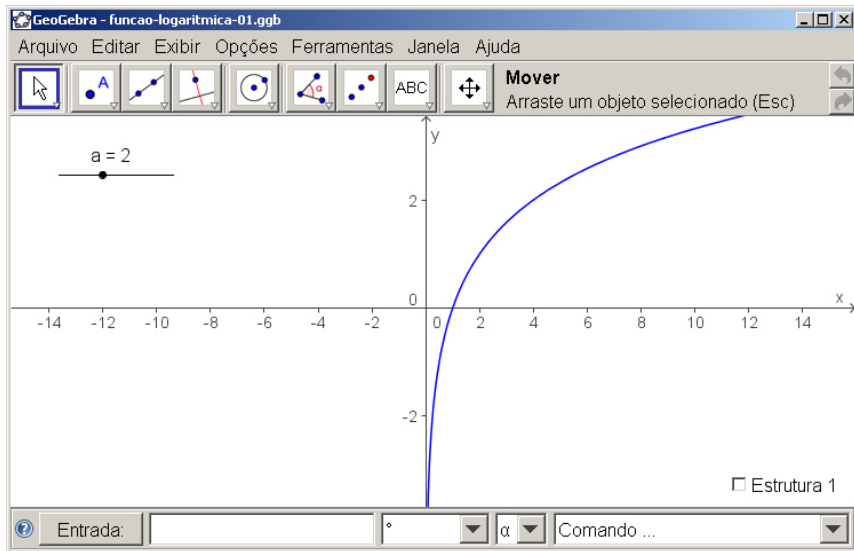 GeoGebra - funcao-logaritmica-01.ggb
Arquivo Editar Exibir Opções Ferramentas Janela Ajuda
A α ABC Mover
Arraste um objeto selecionado (Esc)
y
a = 2
2
0 x
-14 -12 -10 -8 -6 -4 -2 0 2 4 6 8 10 12 14
-2
Estrutura 1
Entrada: ° α Comando ...